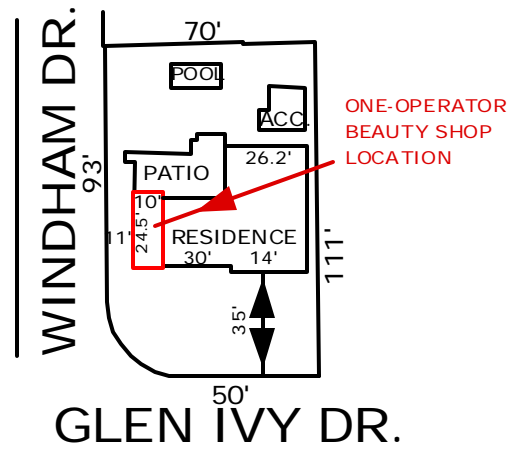 WINDHAM DR.
70'
POOL
ACC.
ONE-OPERATOR
BEAUTY SHOP
LOCATION
93'
PATIO
26.2'
10'
11'
24.5'
RESIDENCE
30'
14'
111'
35'
50'
GLEN IVY DR.